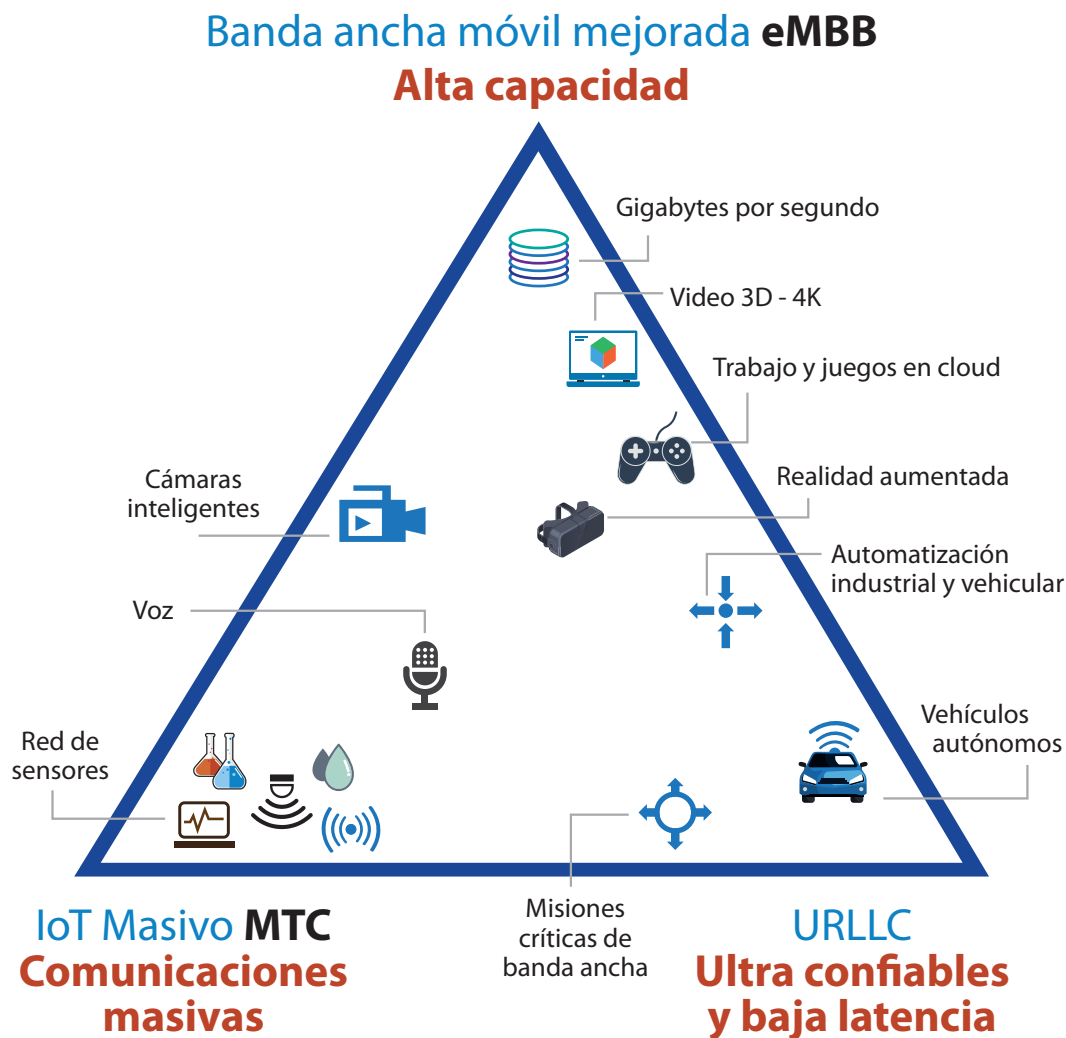 Banda ancha móvil mejorada eMBB
Alta capacidad
Gigabytes por segundo
Video 3D - 4K
Trabajo y juegos en cloud
Cámaras
inteligentes
Realidad aumentada
Automatización
industrial y vehicular
Voz
Red de
sensores
Vehículos
autónomos
IoT Masivo MTC
Comunicaciones
masivas
Misiones
críticas de
banda ancha
URLLC
Ultra confiables
y baja latencia